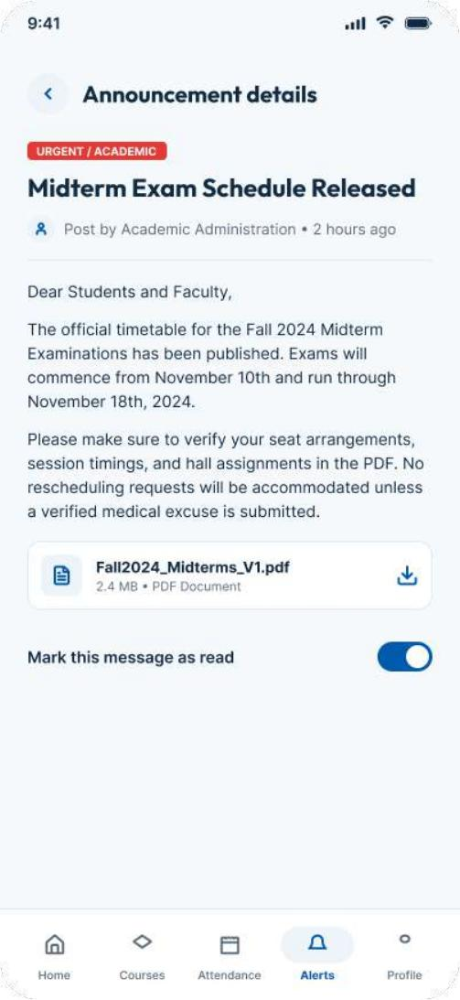 9:41
Announcement details
URGENT / ACADEMIC
Midterm Exam Schedule Released
Post by Academic Administration • 2 hours ago
Dear Students and Faculty,
The official timetable for the Fall 2024 Midterm
Examinations has been published. Exams will
commence from November 10th and run through
November 18th, 2024.
Please make sure to verify your seat arrangements,
session timings, and hall assignments in the PDF. No
rescheduling requests will be accommodated unless
a verified medical excuse is submitted.
Fall2024_Midterms_V1.pdf
2.4 MB • PDF Document
Mark this message as read
Home Courses Attendance Alerts Profile